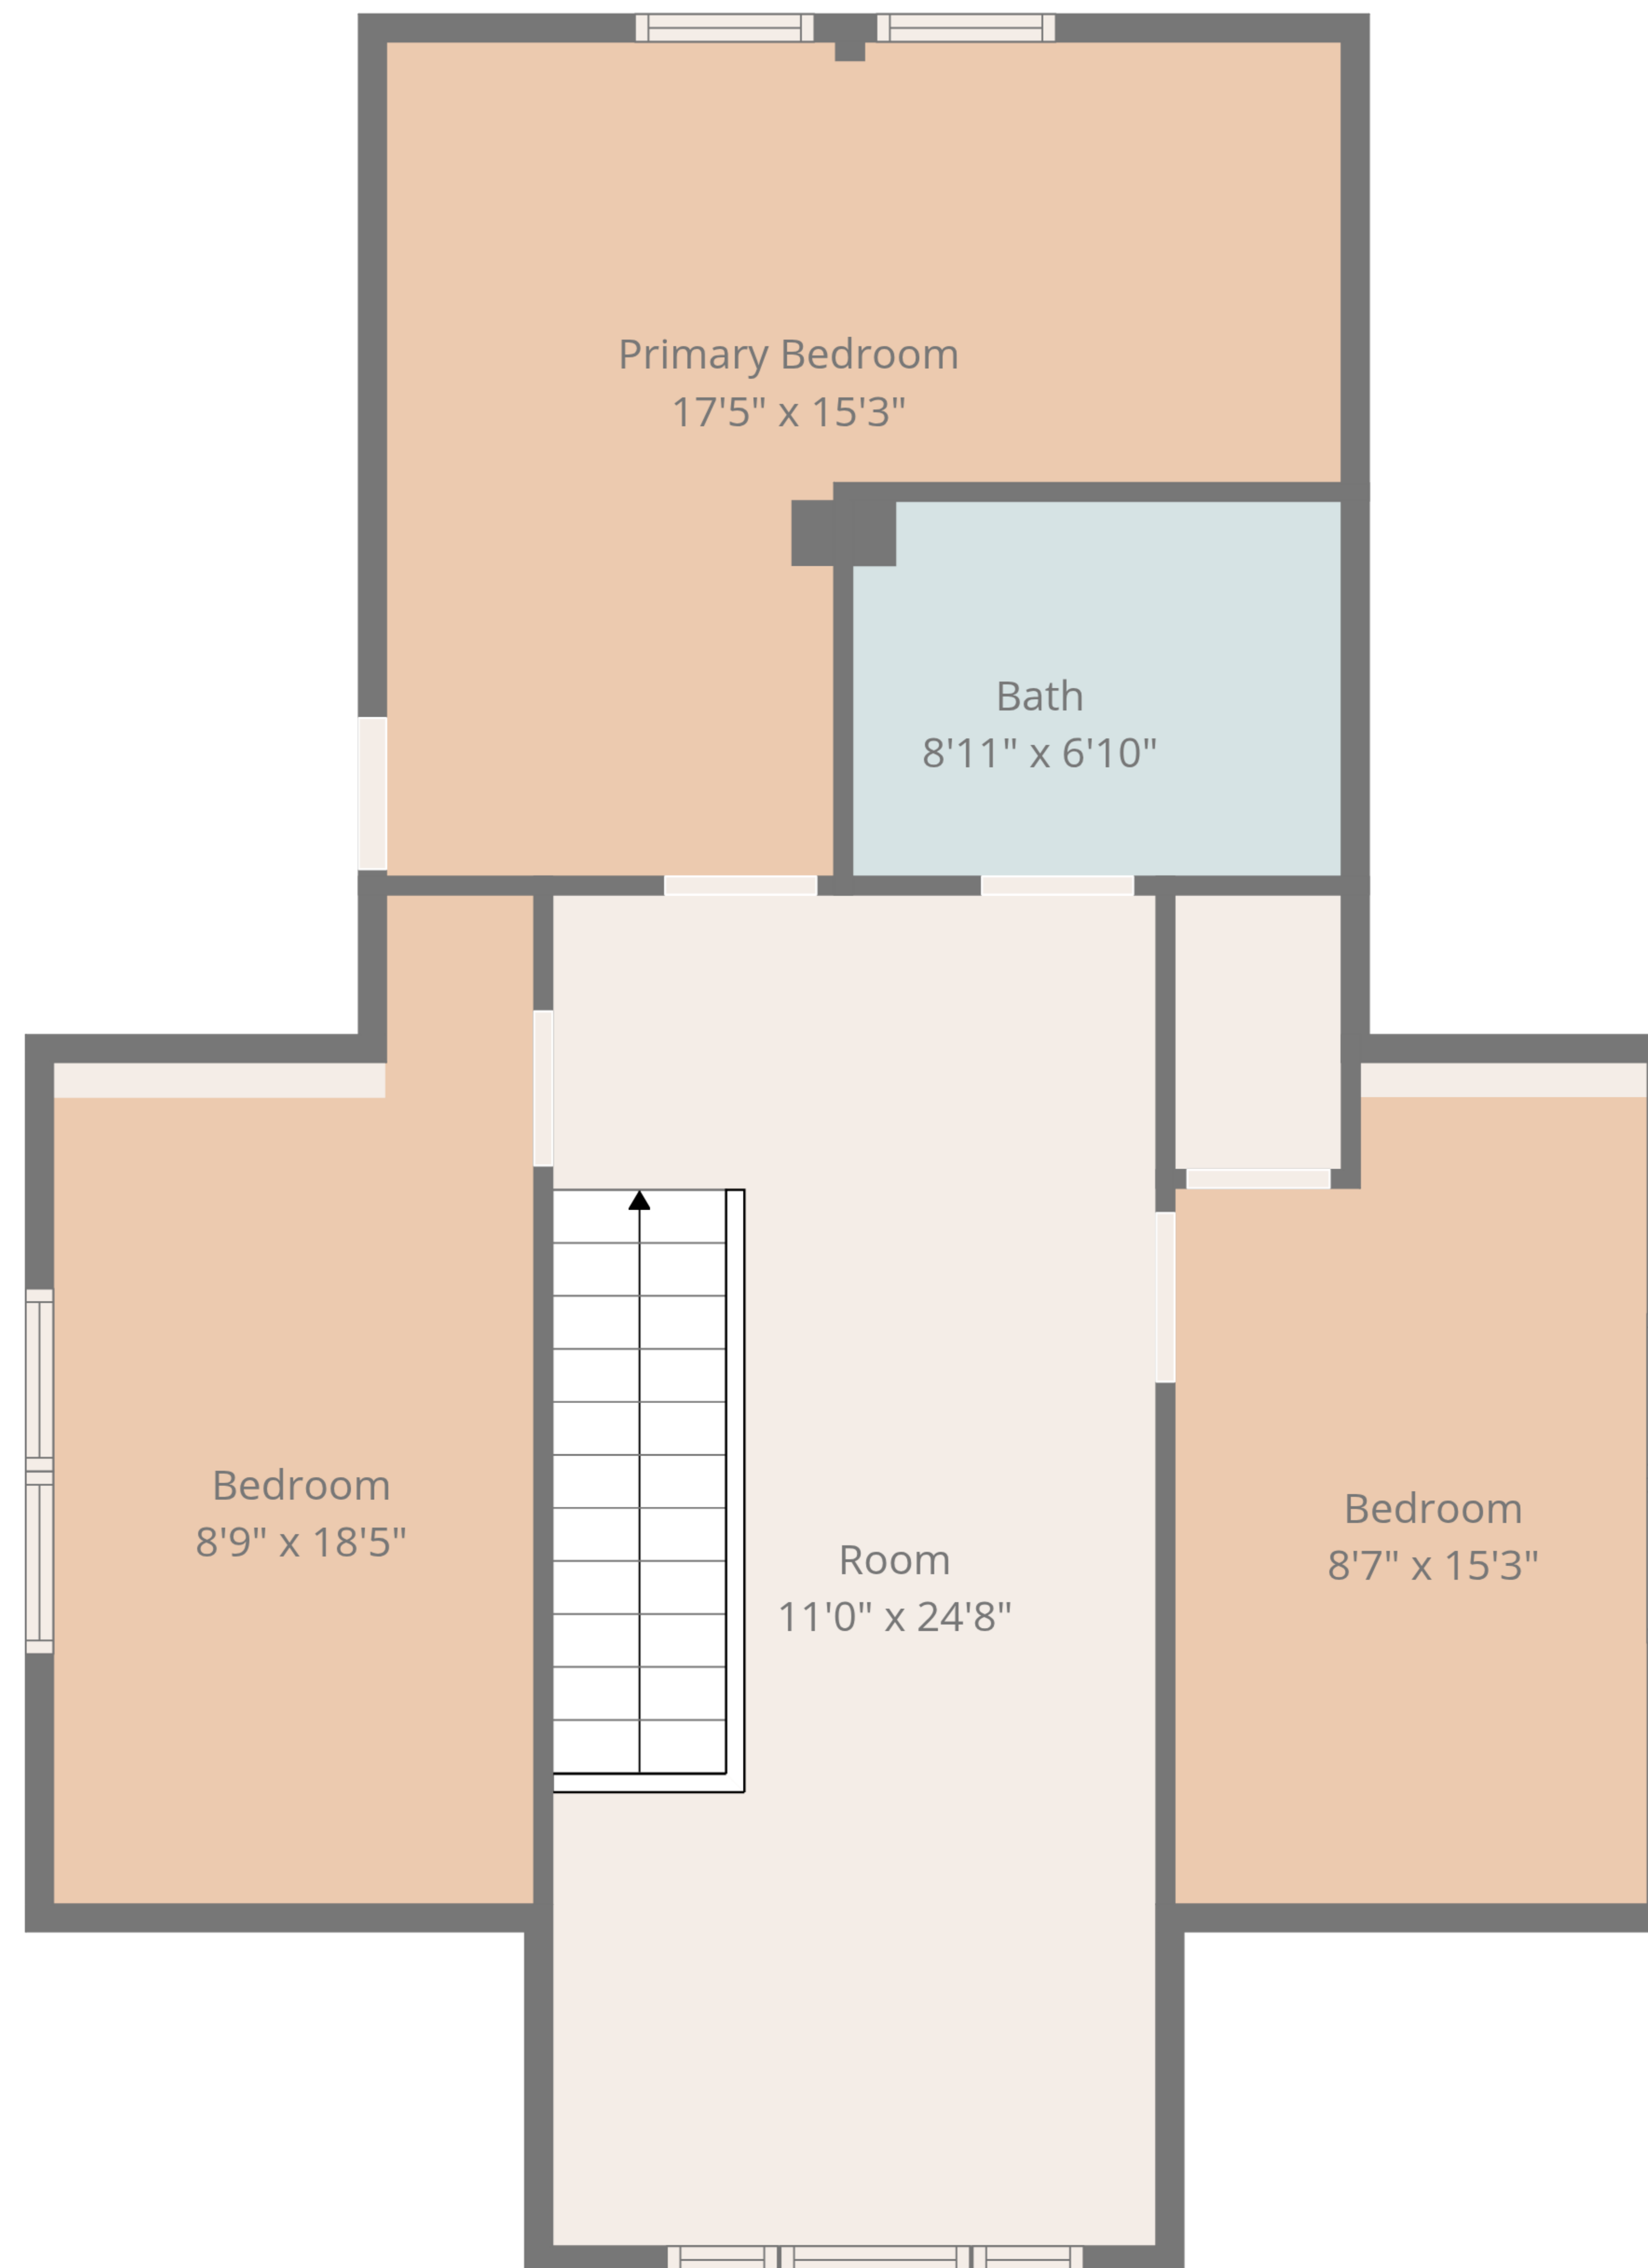 Primary Bedroom
17'5" x 15'3"
Bath
8'11" x 6'10"
Bedroom
8'9" x 18'5"
Bedroom
8'7" x 15'3"
Room
11'0" x 24'8"